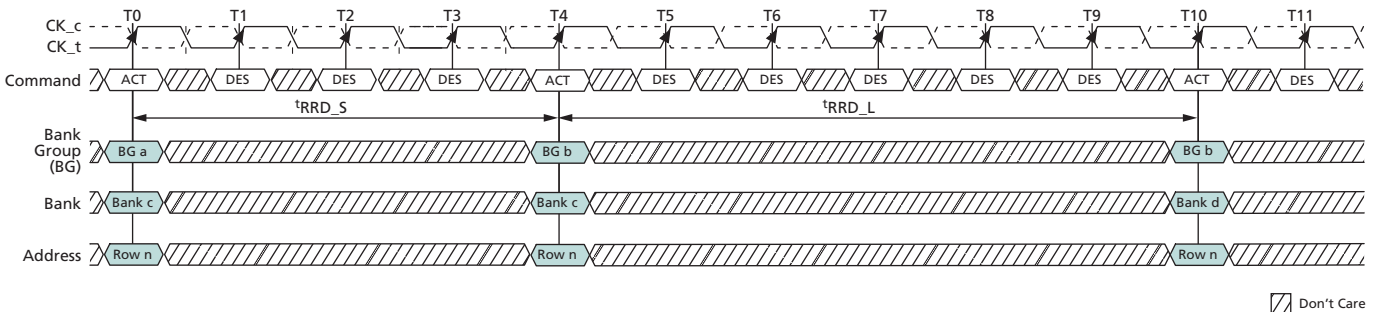 T0 T1 T2 T3 T4 T5 T6 T7 T8 T9 T10 T11
CK_c
CK_t
Command ACT DES DES DES ACT DES DES DES DES DES ACT DES
tRRD_S tRRD_L
Bank
Group
(BG)
BG a BG b BG b
Bank Bank c Bank c Bank d
Address Row n Row n Row n
Don't Care